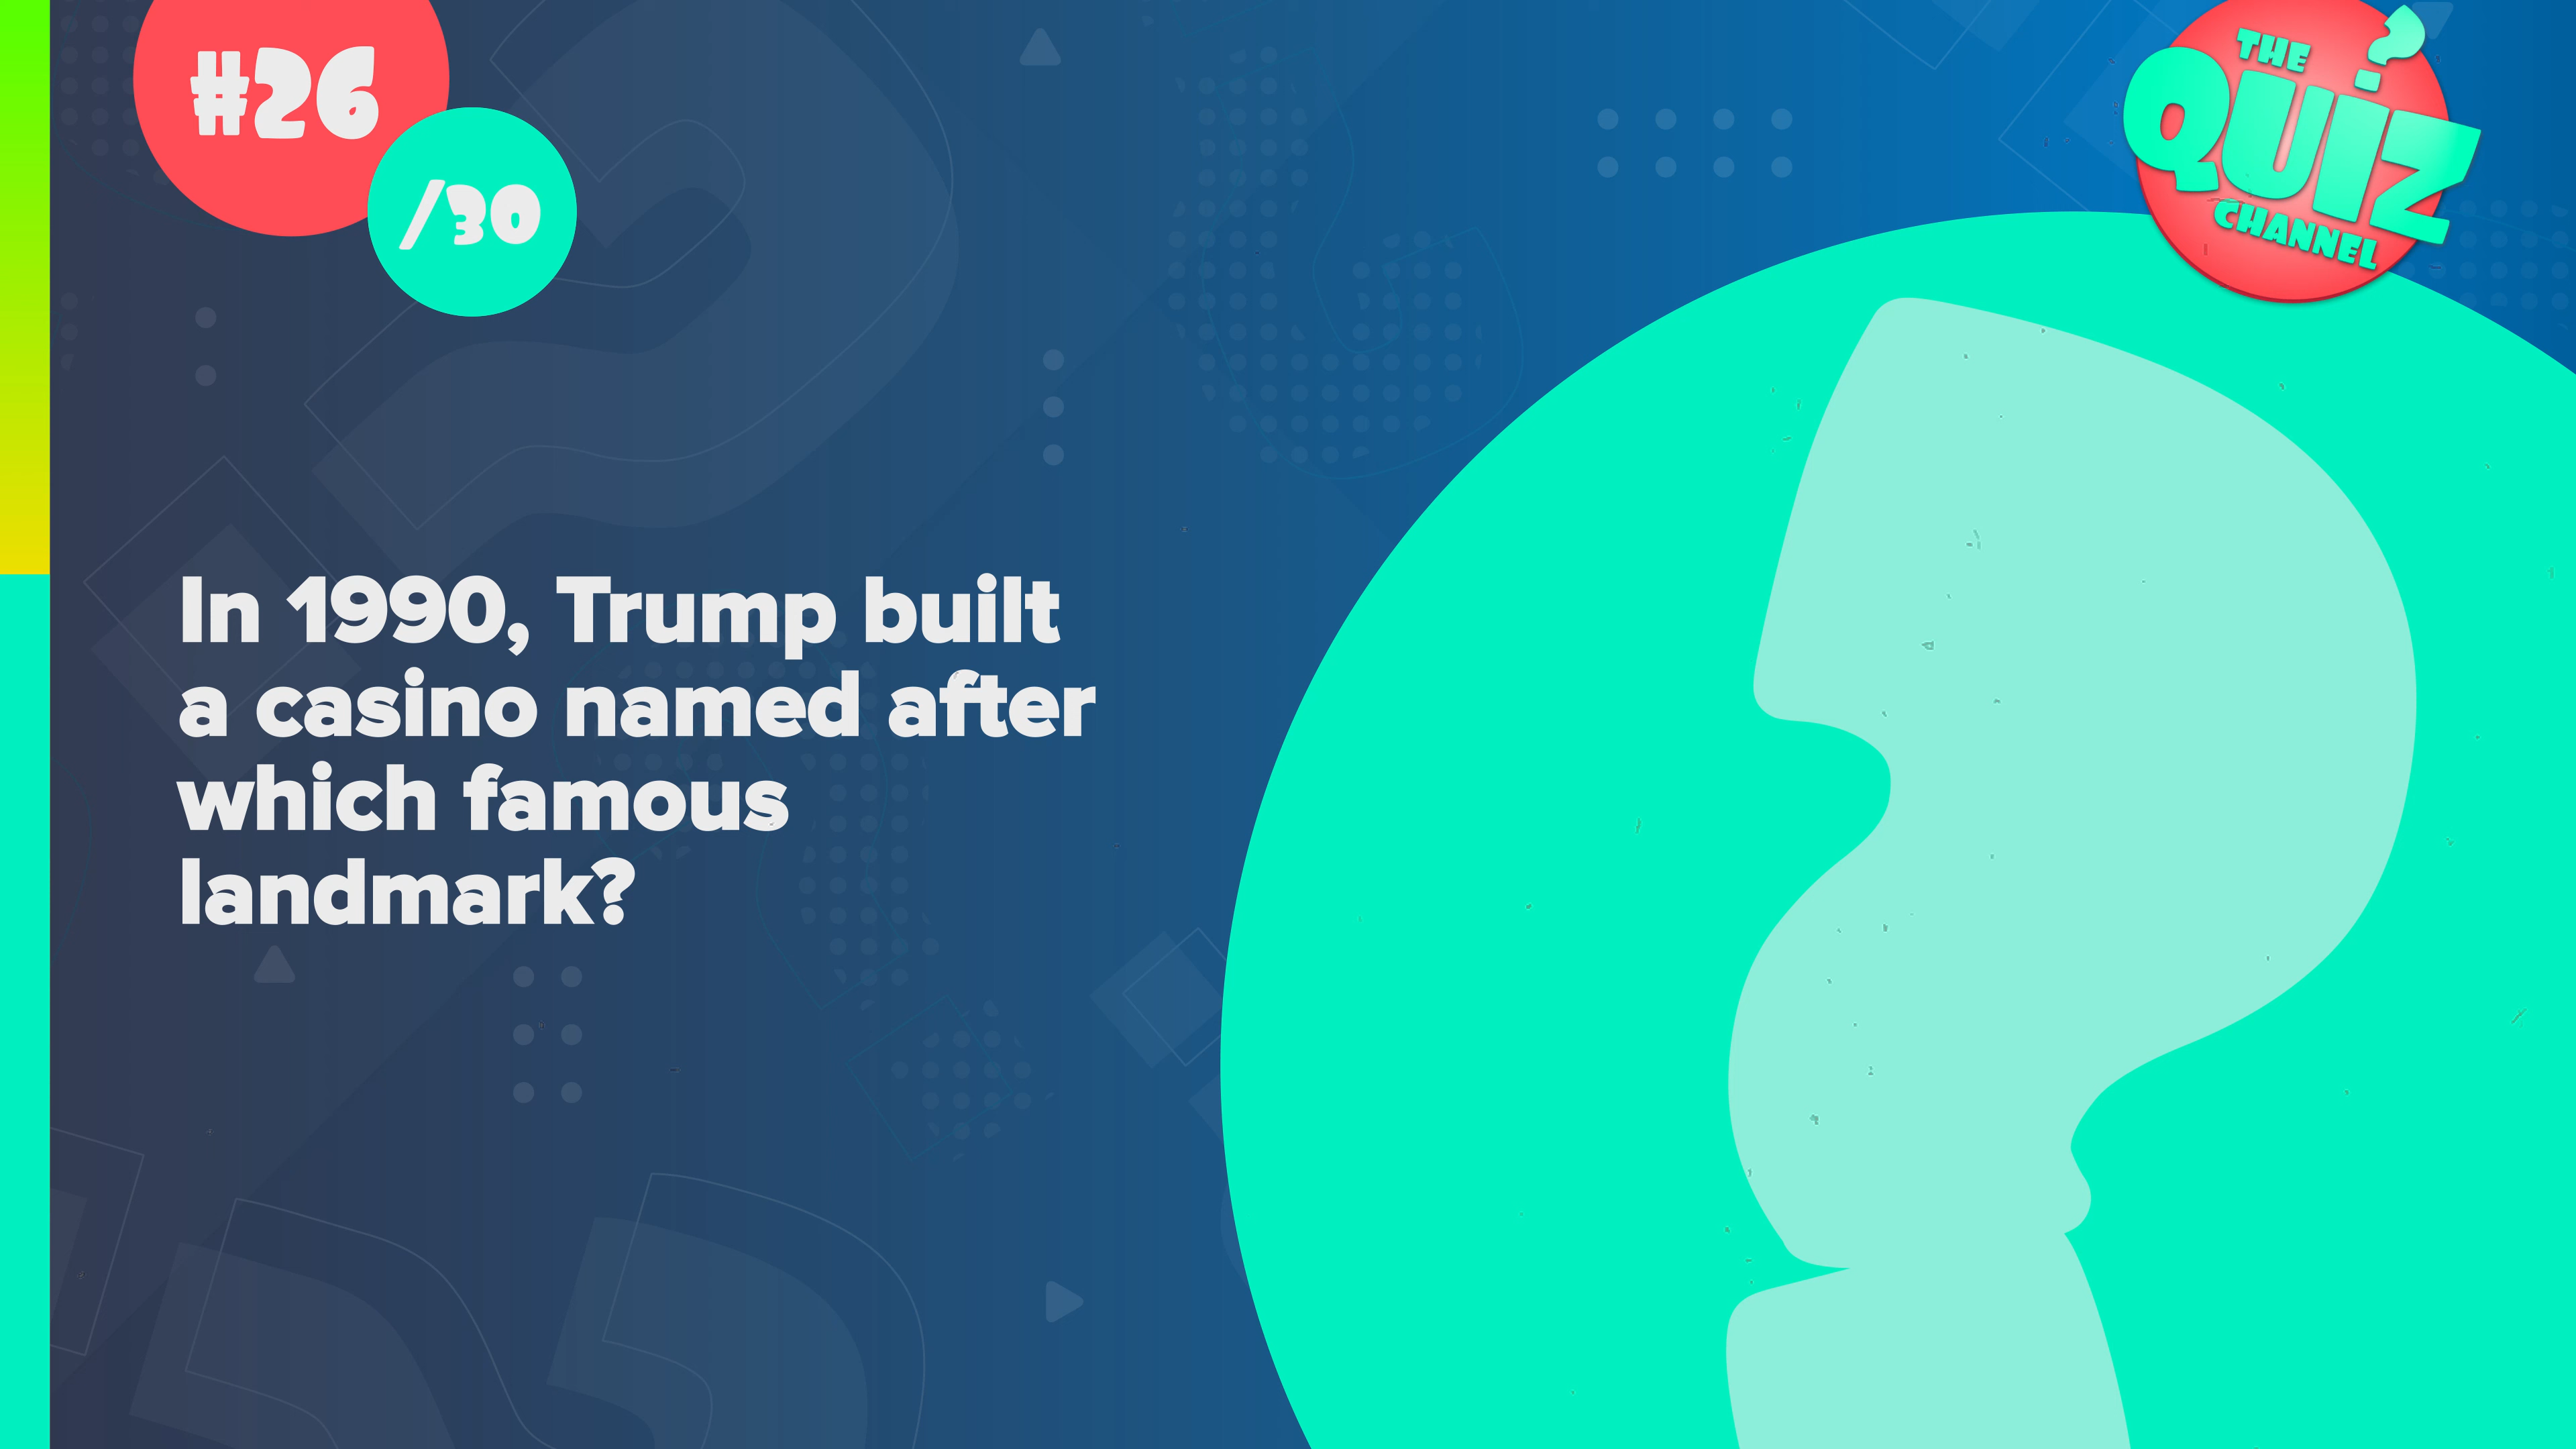 #26
/30
THE
QUIZ
CHANNEL
In 1990, Trump built
a casino named after
which famous
landmark?